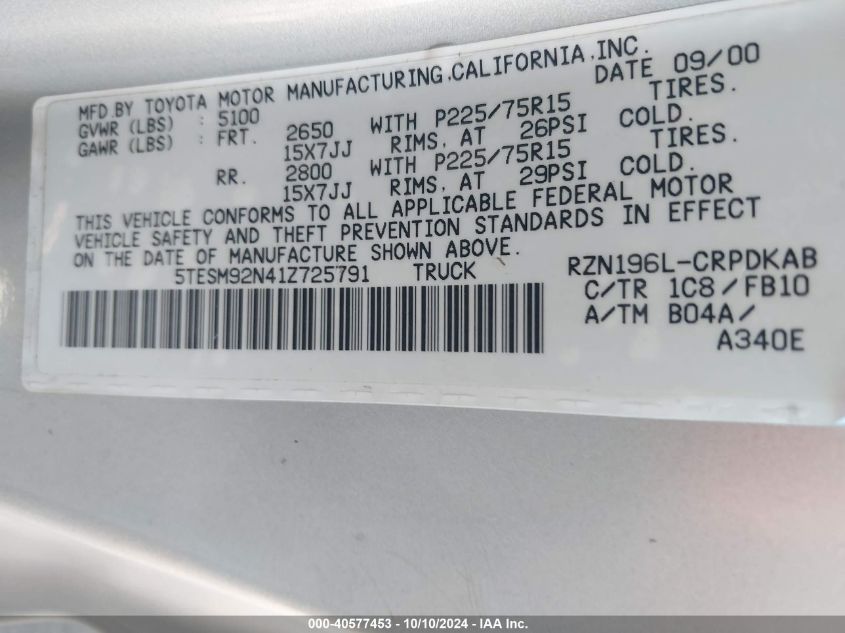 MFD.BY TOYOTA MOTOR MANUFACTURING,CALIFORNIA,INC.
DATE 09/00
GVWR (LBS) : 5100
GAWR (LBS) : FRT. 2650 WITH P225/75R15 TIRES.
15X7JJ RIMS, AT 26PSI COLD.
RR. 2800 WITH P225/75R15 TIRES.
15X7JJ RIMS, AT 29PSI COLD.
THIS VEHICLE CONFORMS TO ALL APPLICABLE FEDERAL MOTOR
VEHICLE SAFETY AND THEFT PREVENTION STANDARDS IN EFFECT
ON THE DATE OF MANUFACTURE SHOWN ABOVE.
5TESM92N41Z725791 TRUCK
RZN196L-CRPDKAB
C/TR 1C8/FB10
A/TM B04A/
A340E
000-40577453 - 10/10/2024 - IAA Inc.